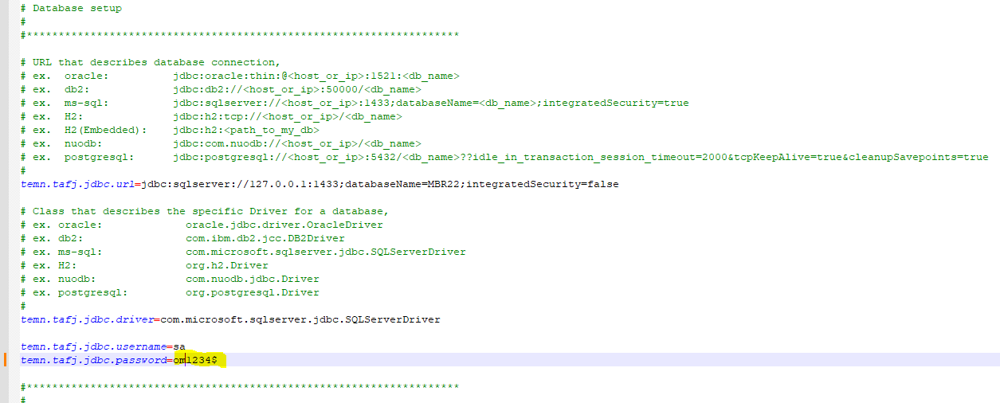 # Database setup
#
#********************************************************************
# URL that describes database connection,
# ex.  oracle:          jdbc:oracle:thin:@<host_or_ip>:1521:<db_name>
# ex.  db2:             jdbc:db2://<host_or_ip>:50000/<db_name>
# ex.  ms-sql:          jdbc:sqlserver://<host_or_ip>:1433;databaseName=<db_name>;integratedSecurity=true
# ex.  H2:              jdbc:h2:tcp://<host_or_ip>/<db_name>
# ex.  H2(Embedded):    jdbc:h2:<path_to_my_db>
# ex.  nuodb:           jdbc:com.nuodb://<host_or_ip>/<db_name>
# ex.  postgresql:      jdbc:postgresql://<host_or_ip>:5432/<db_name>??idle_in_transaction_session_timeout=2000&tcpKeepAlive=true&cleanupSavepoints=true
#
temn.tafj.jdbc.url=jdbc:sqlserver://127.0.0.1:1433;databaseName=MBR22;integratedSecurity=false
# Class that describes the specific Driver for a database,
# ex. oracle:             oracle.jdbc.driver.OracleDriver
# ex. db2:                com.ibm.db2.jcc.DB2Driver
# ex. ms-sql:             com.microsoft.sqlserver.jdbc.SQLServerDriver
# ex. H2:                 org.h2.Driver
# ex. nuodb:              com.nuodb.jdbc.Driver
# ex. postgresql:         org.postgresql.Driver
#
temn.tafj.jdbc.driver=com.microsoft.sqlserver.jdbc.SQLServerDriver
temn.tafj.jdbc.username=sa
temn.tafj.jdbc.password=om1234$
#********************************************************************
#